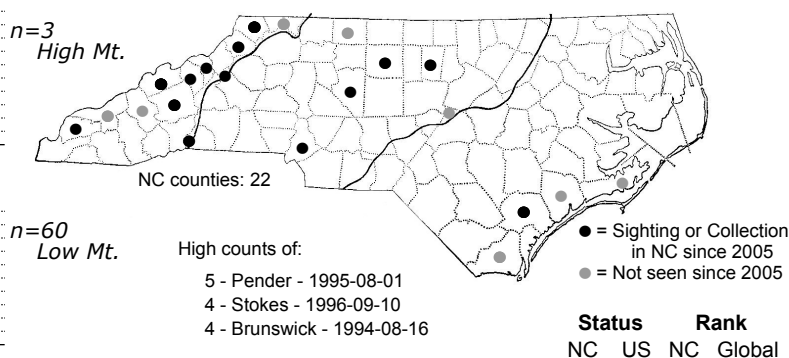 n=3
High Mt.
NC counties: 22
n=60
Low Mt.
High counts of:
5 - Pender - 1995-08-01
4 - Stokes - 1996-09-10
4 - Brunswick - 1994-08-16
= Sighting or Collection
in NC since 2005
= Not seen since 2005
Status Rank
NC US NC Global